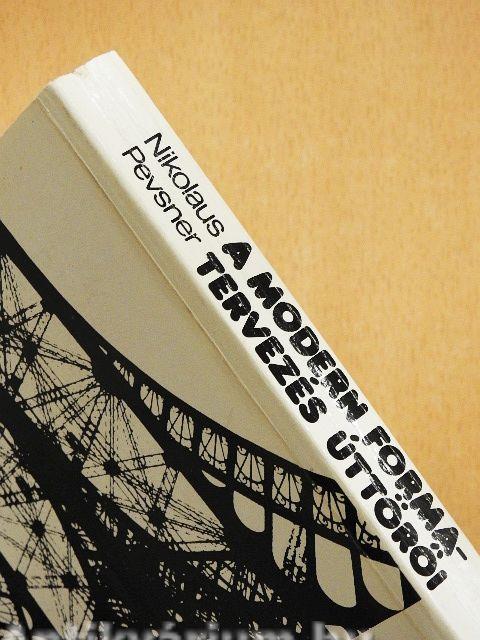 Nikolaus
Pevsner
A MODERN FORMA-
TERVEZÉS ÚTTÖRŐI